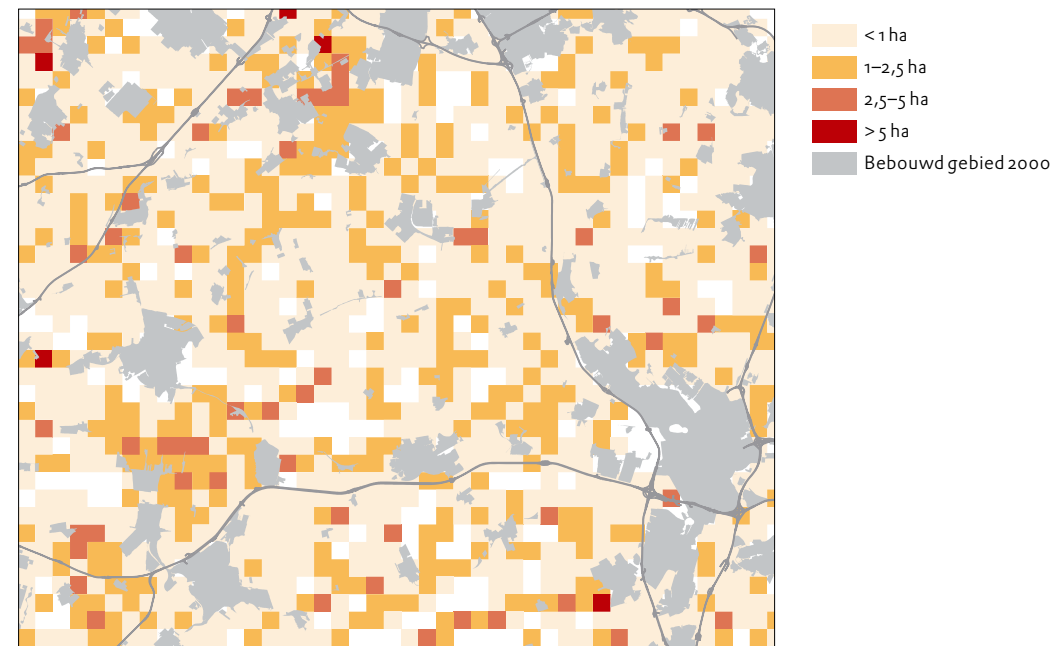 < 1 ha
1–2,5 ha
2,5–5 ha
> 5 ha
Bebouwd gebied 2000